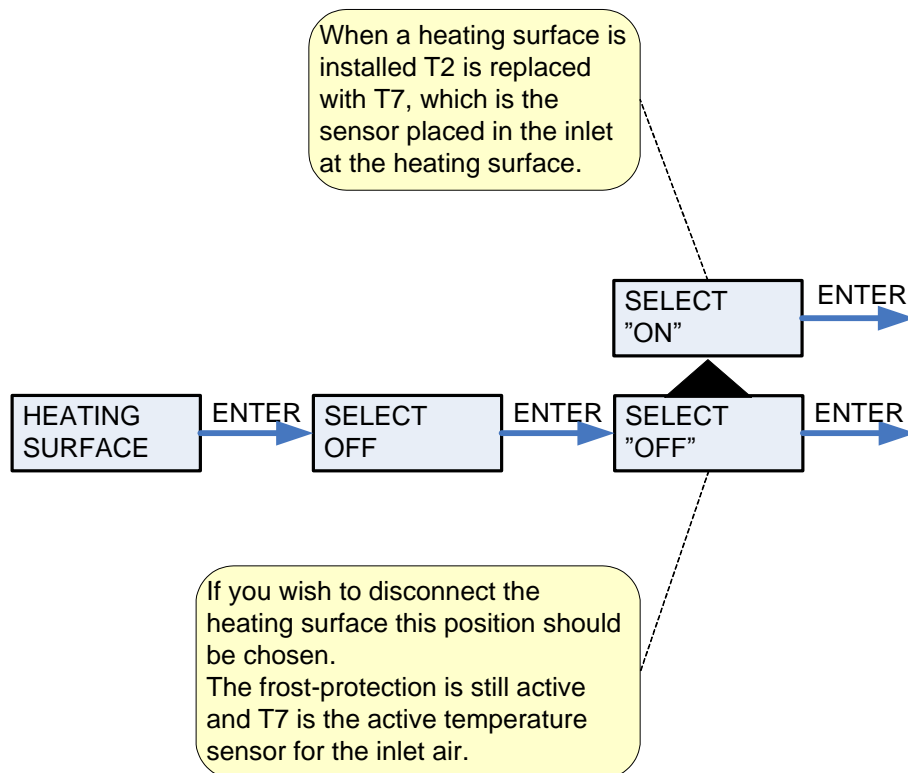 When a heating surface is
installed T2 is replaced
with T7, which is the
sensor placed in the inlet
at the heating surface.
SELECT
”ON”
ENTER
HEATING
SURFACE
ENTER
SELECT
OFF
ENTER
SELECT
”OFF”
ENTER
If you wish to disconnect the
heating surface this position should
be chosen.
The frost-protection is still active
and T7 is the active temperature
sensor for the inlet air.